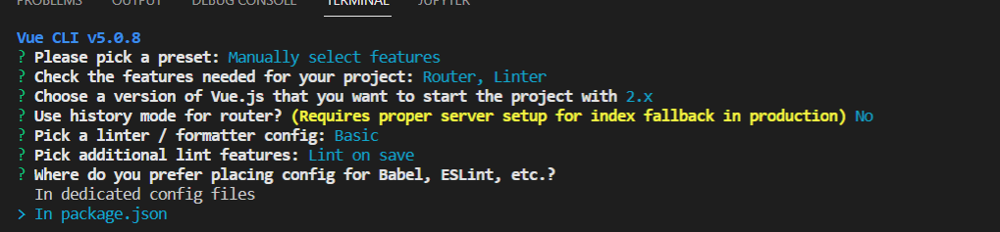 PROBLEMS OUTPUT DEBUG CONSOLE TERMINAL JUPYTER
Vue CLI v5.0.8
? Please pick a preset: Manually select features
? Check the features needed for your project: Router, Linter
? Choose a version of Vue.js that you want to start the project with 2.x
? Use history mode for router? (Requires proper server setup for index fallback in production) No
? Pick a linter / formatter config: Basic
? Pick additional lint features: Lint on save
? Where do you prefer placing config for Babel, ESLint, etc.?
In dedicated config files
> In package.json